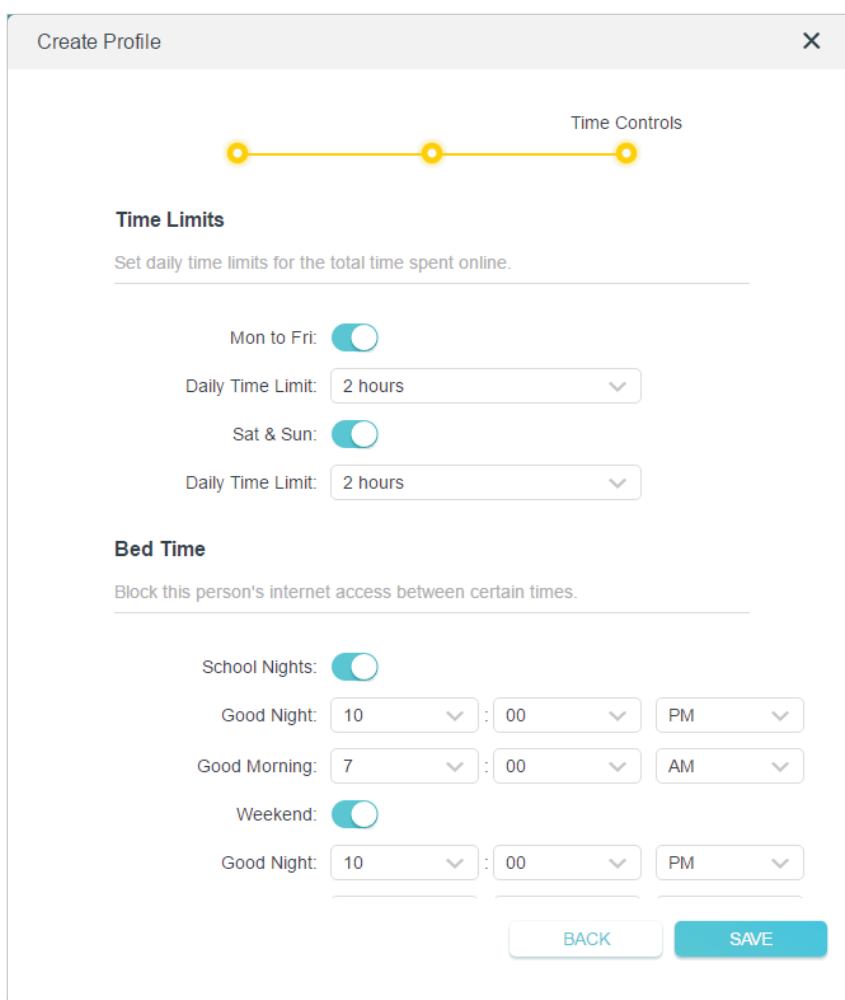 Create Profile
Time Controls
Time Limits
Set daily time limits for the total time spent online.
Mon to Fri:
Daily Time Limit: 2 hours
Sat & Sun:
Daily Time Limit: 2 hours
Bed Time
Block this person's internet access between certain times.
School Nights:
Good Night: 10 : 00 PM
Good Morning: 7 : 00 AM
Weekend:
Good Night: 10 : 00 PM
BACK SAVE